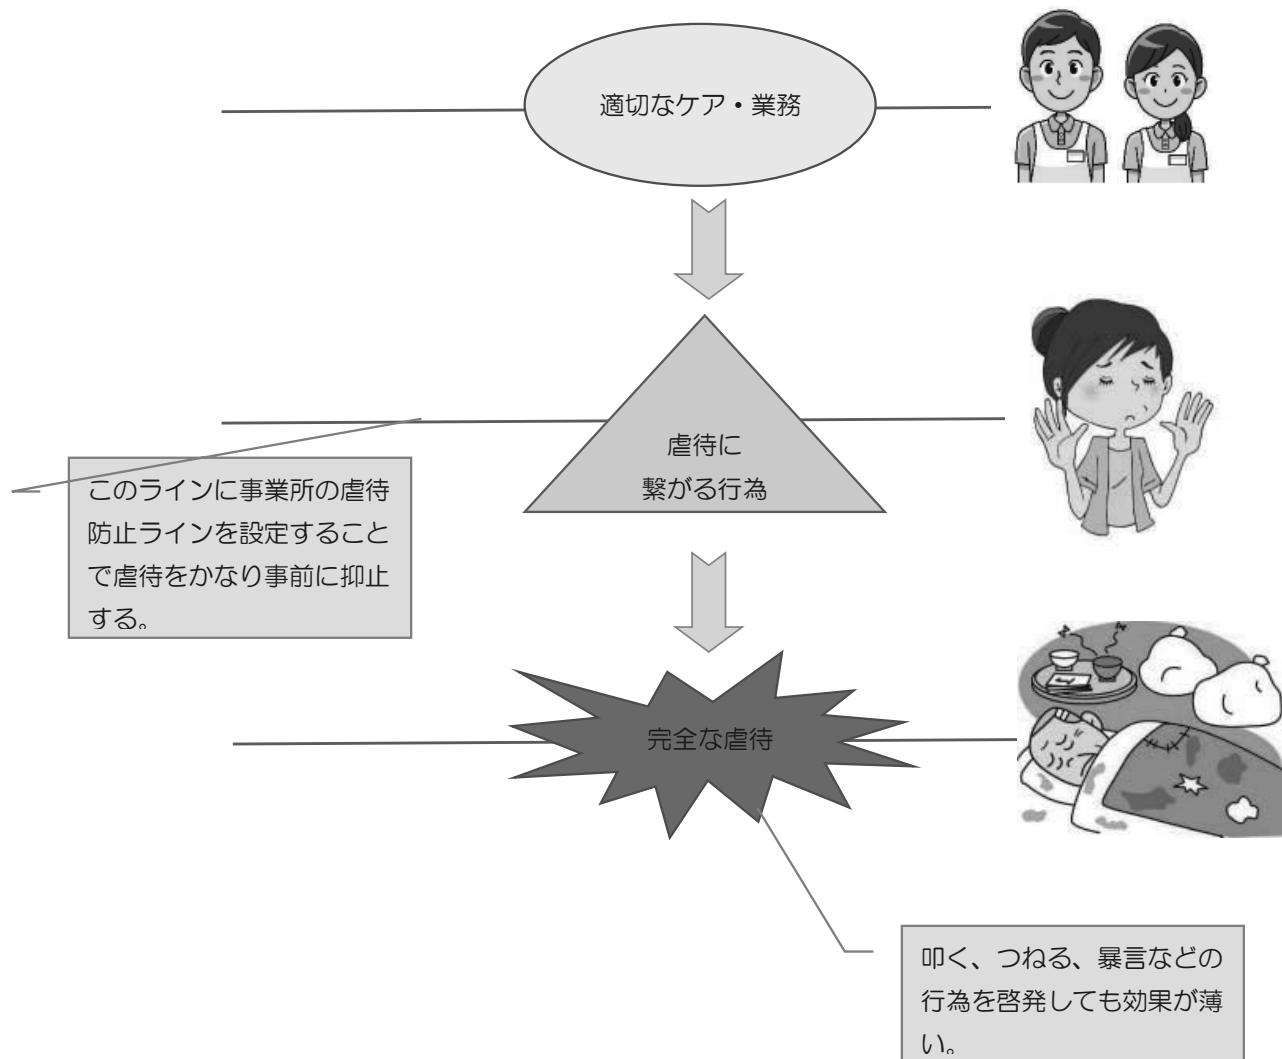 適切なケア・業務
虐待に
繋がる行為
このラインに事業所の虐待
防止ラインを設定すること
で虐待をかなり事前に抑止
する。
完全な虐待
叩く、つねる、暴言などの
行為を啓発しても効果が薄
い。